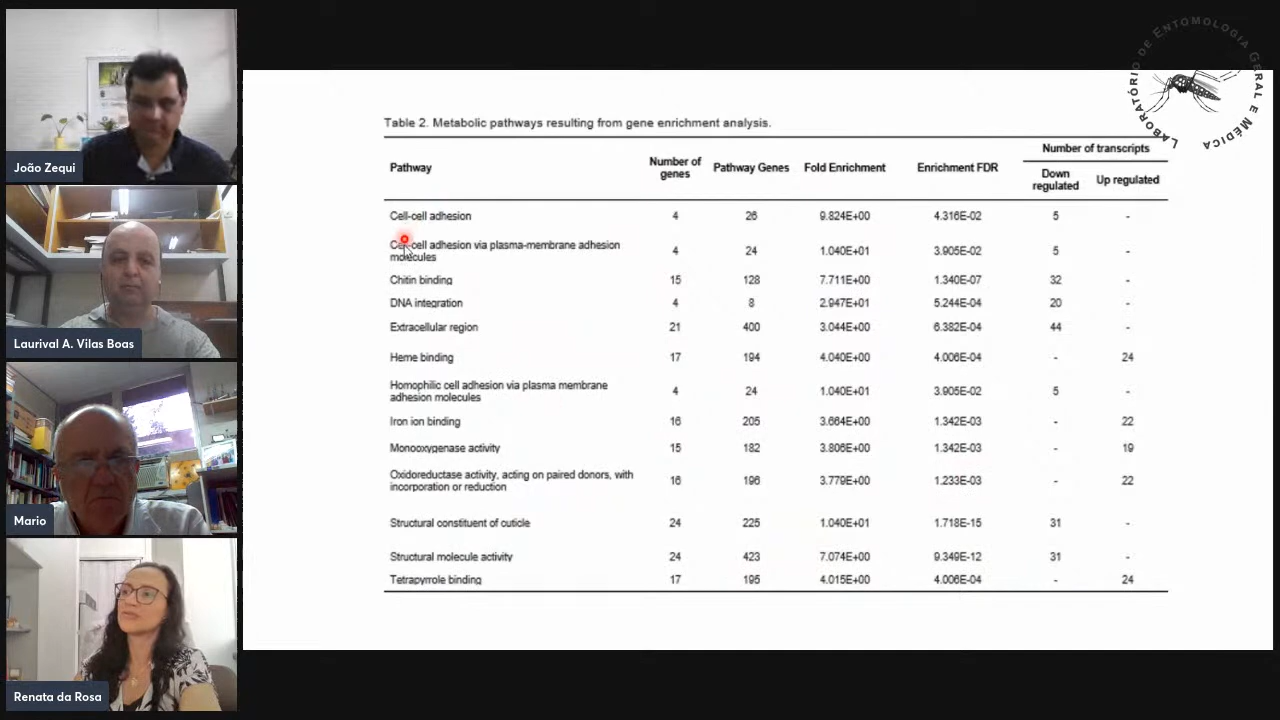 João Zequi
Laurival A. Vilas Boas
Mario
Renata da Rosa
LABORATÓRIO DE ENTOMOLOGIA GERAL E MÉDICA
Table 2. Metabolic pathways resulting from gene enrichment analysis.
Number of transcripts
Pathway Number of genes Pathway Genes Fold Enrichment Enrichment FDR Down regulated Up regulated
Cell-cell adhesion 4 26 9.824E+00 4.316E-02 5 -
Cell-cell adhesion via plasma-membrane adhesion
molecules 4 24 1.040E+01 3.905E-02 5 -
Chitin binding 15 128 7.711E+00 1.340E-07 32 -
DNA integration 4 8 2.947E+01 5.244E-04 20 -
Extracellular region 21 400 3.044E+00 6.382E-04 44 -
Heme binding 17 194 4.040E+00 4.006E-04 - 24
Homophilic cell adhesion via plasma membrane
adhesion molecules 4 24 1.040E+01 3.905E-02 5 -
Iron ion binding 16 205 3.664E+00 1.342E-03 - 22
Monooxygenase activity 15 182 3.806E+00 1.342E-03 - 19
Oxidoreductase activity, acting on paired donors, with
incorporation or reduction 16 196 3.779E+00 1.233E-03 - 22
Structural constituent of cuticle 24 225 1.040E+01 1.718E-15 31 -
Structural molecule activity 24 423 7.074E+00 9.349E-12 31 -
Tetrapyrrole binding 17 195 4.015E+00 4.006E-04 - 24